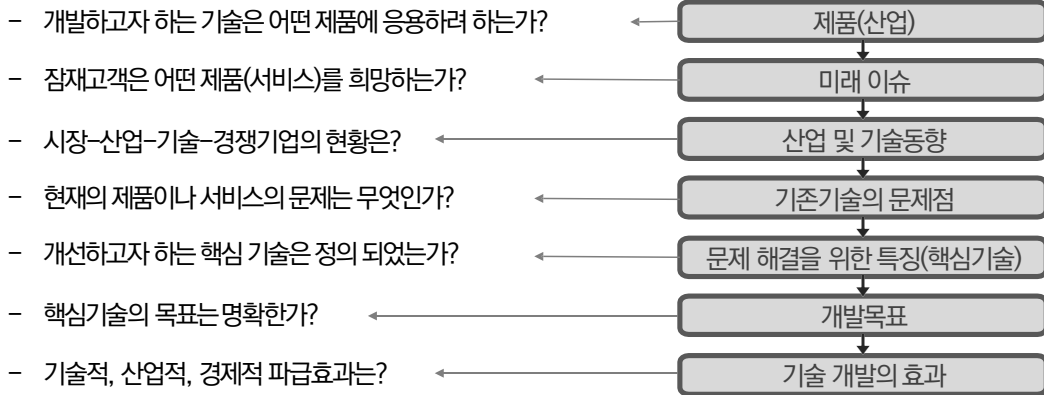 - 개발하고자 하는 기술은 어떤 제품에 응용하려 하는가?
제품(산업)
- 잠재고객은 어떤 제품(서비스)를 희망하는가?
미래 이슈
- 시장-산업-기술-경쟁기업의 현황은?
산업 및 기술동향
- 현재의 제품이나 서비스의 문제는 무엇인가?
기존기술의 문제점
- 개선하고자 하는 핵심 기술은 정의 되었는가?
문제 해결을 위한 특징(핵심기술)
- 핵심기술의 목표는 명확한가?
개발목표
- 기술적, 산업적, 경제적 파급효과는?
기술 개발의 효과